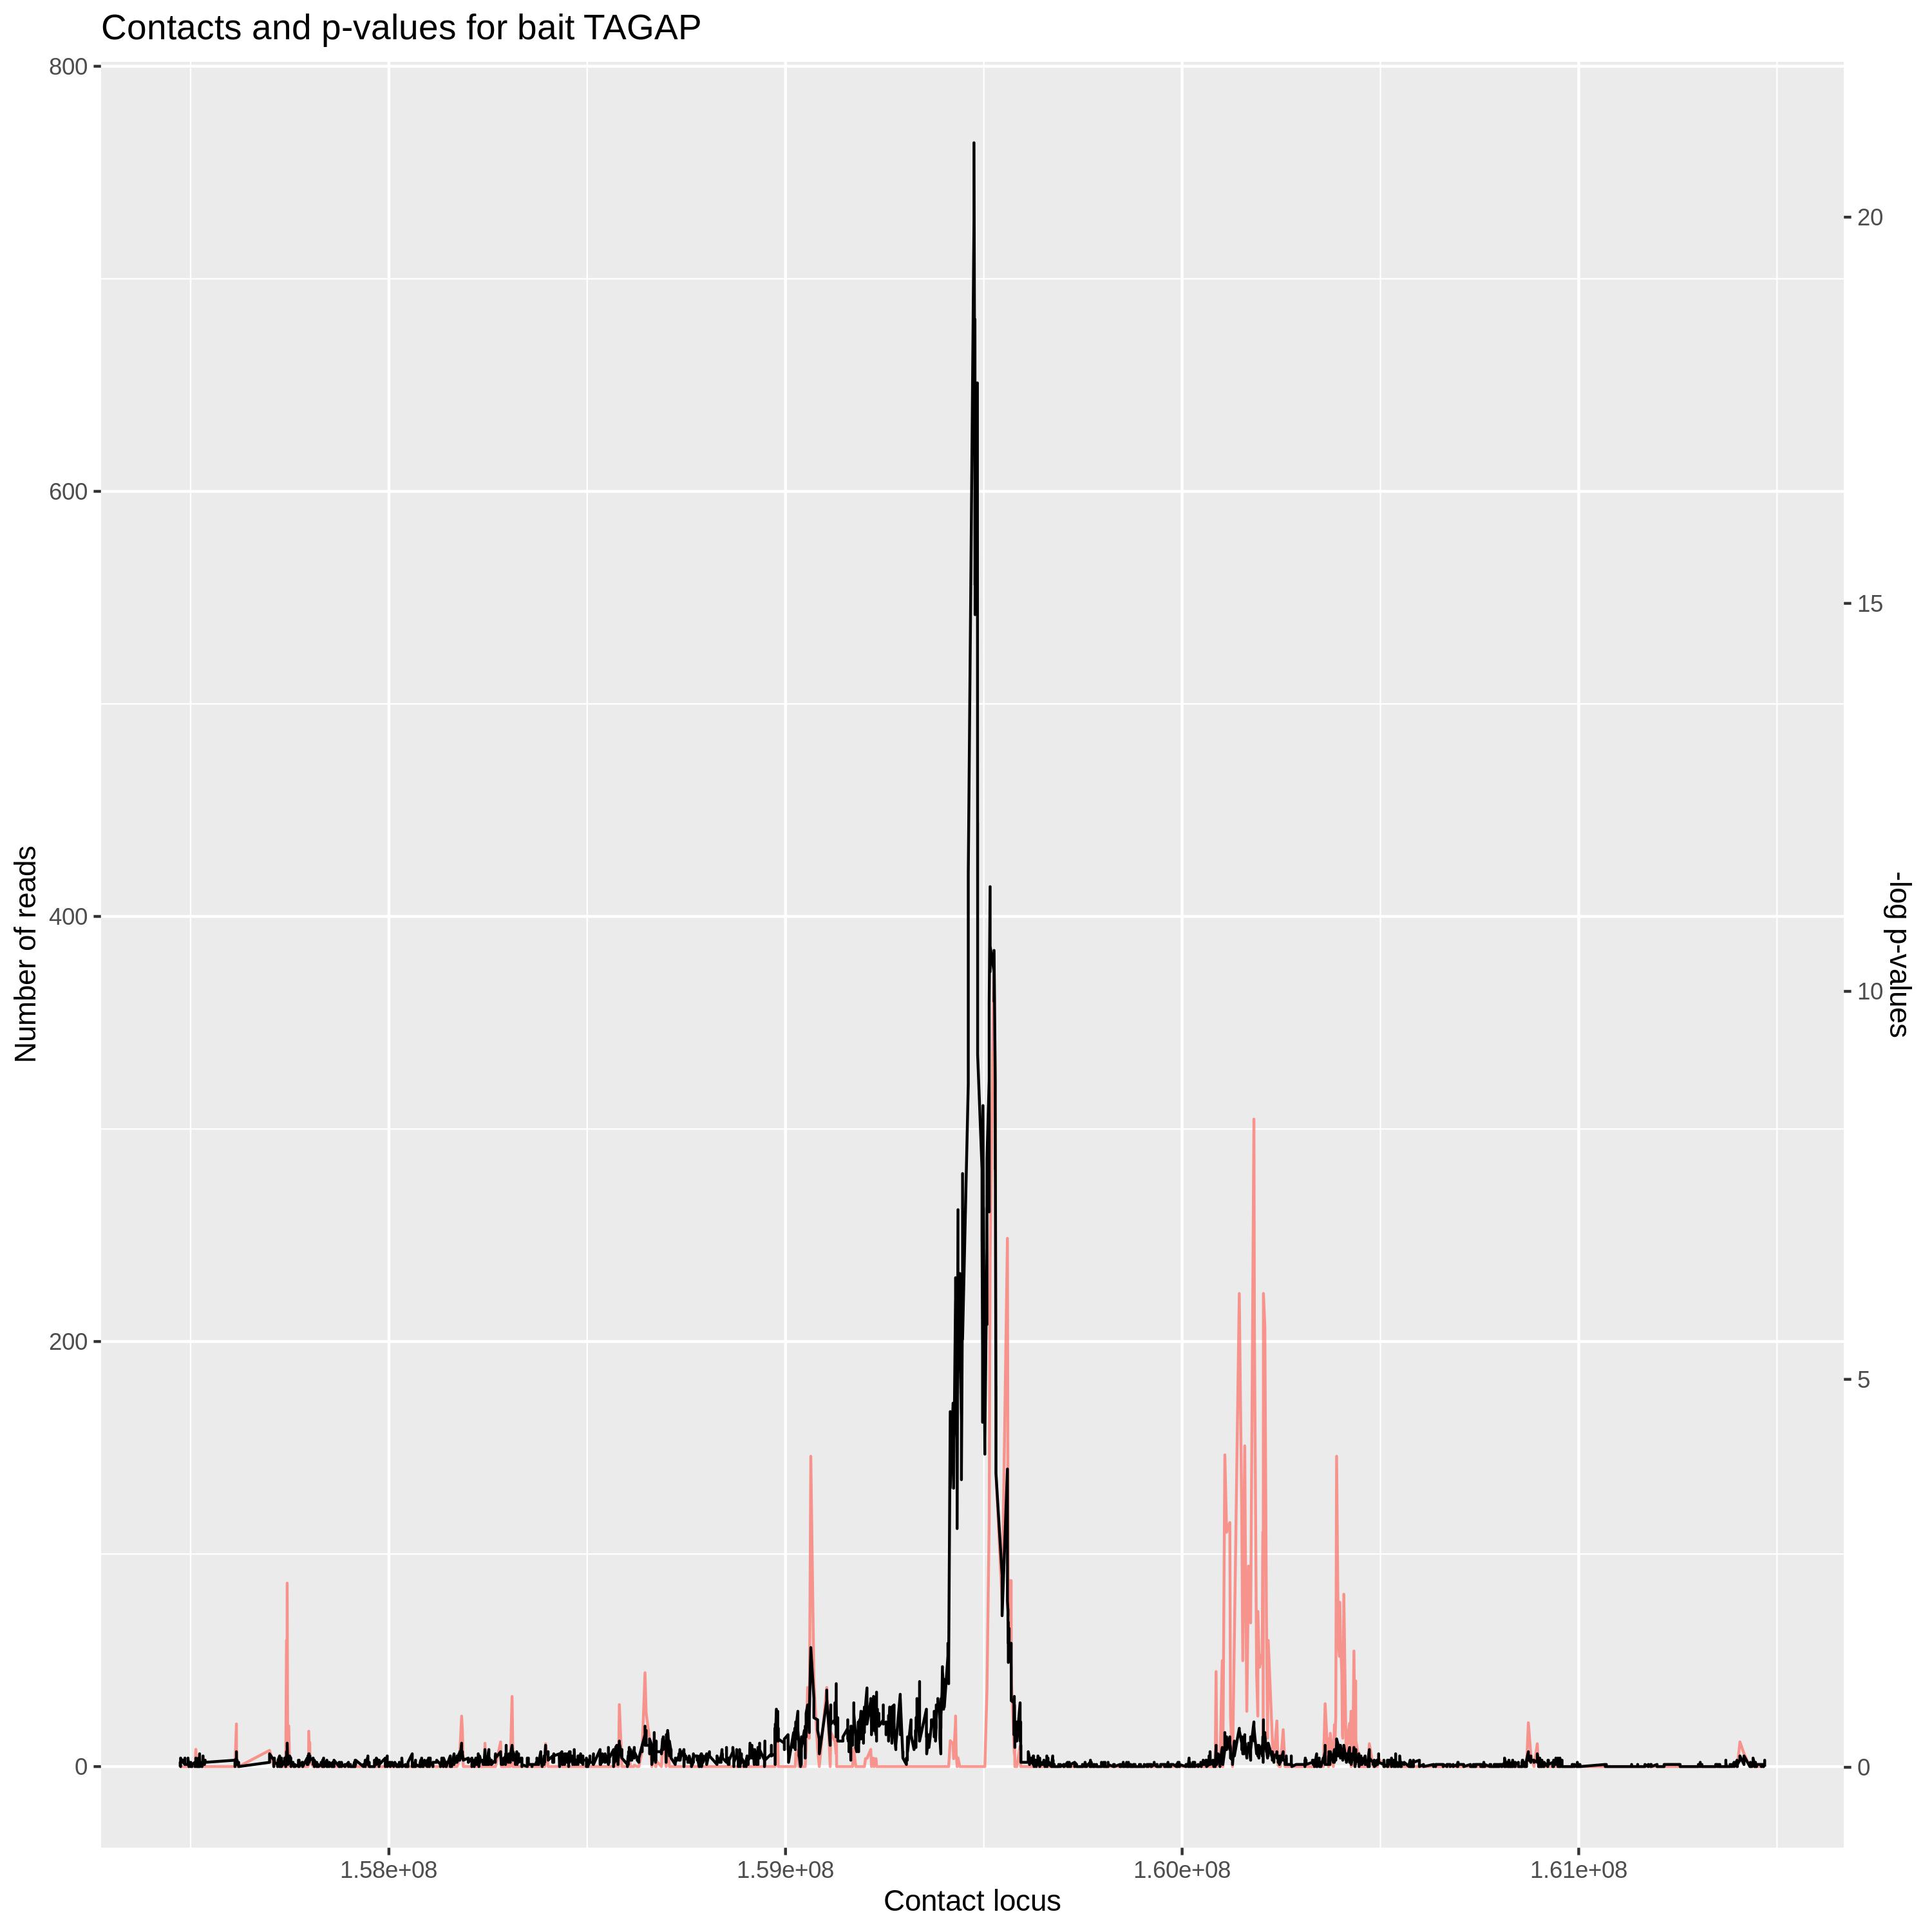 Contacts and p-values for bait TAGAP
800
600
400
200
0
Number of reads
20
15
10
5
0
-log p-values
1.58e+08
1.59e+08
1.60e+08
1.61e+08
Contact locus